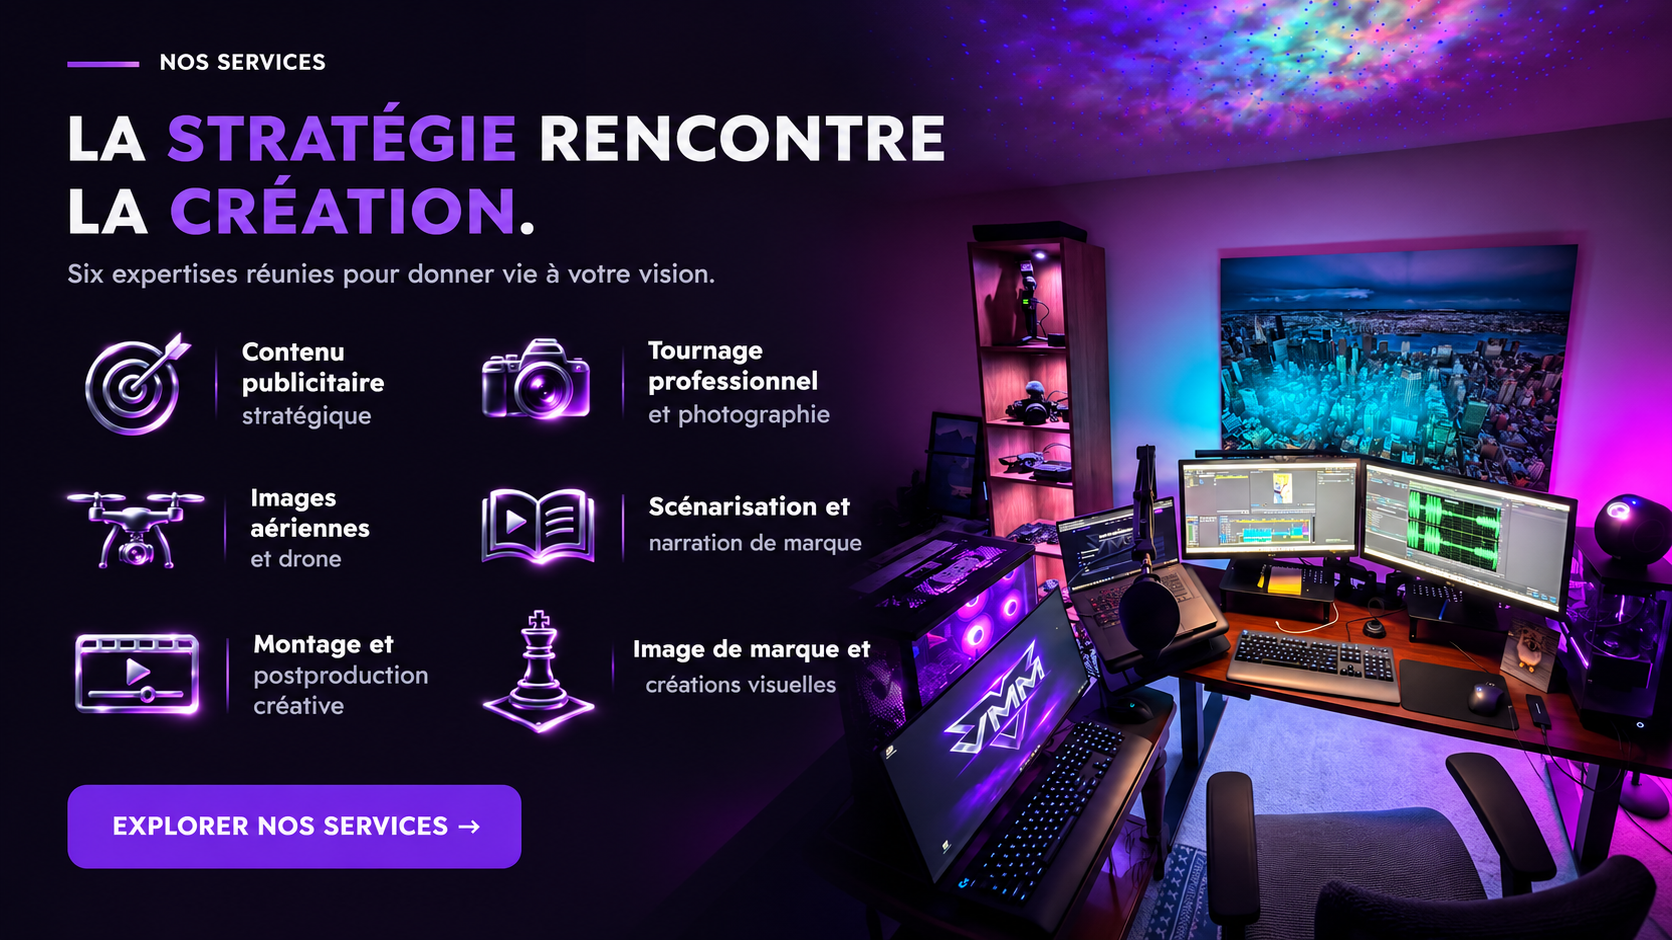 NOS SERVICES
LA STRATÉGIE RENCONTRE
LA CRÉATION.
Six expertises réunies pour donner vie à votre vision.
Contenu
publicitaire
stratégique
Tournage
professionnel
et photographie
Images
aériennes
et drone
Scénarisation et
narration de marque
Montage et
postproduction
créative
Image de marque et
créations visuelles
EXPLORER NOS SERVICES →
VMM